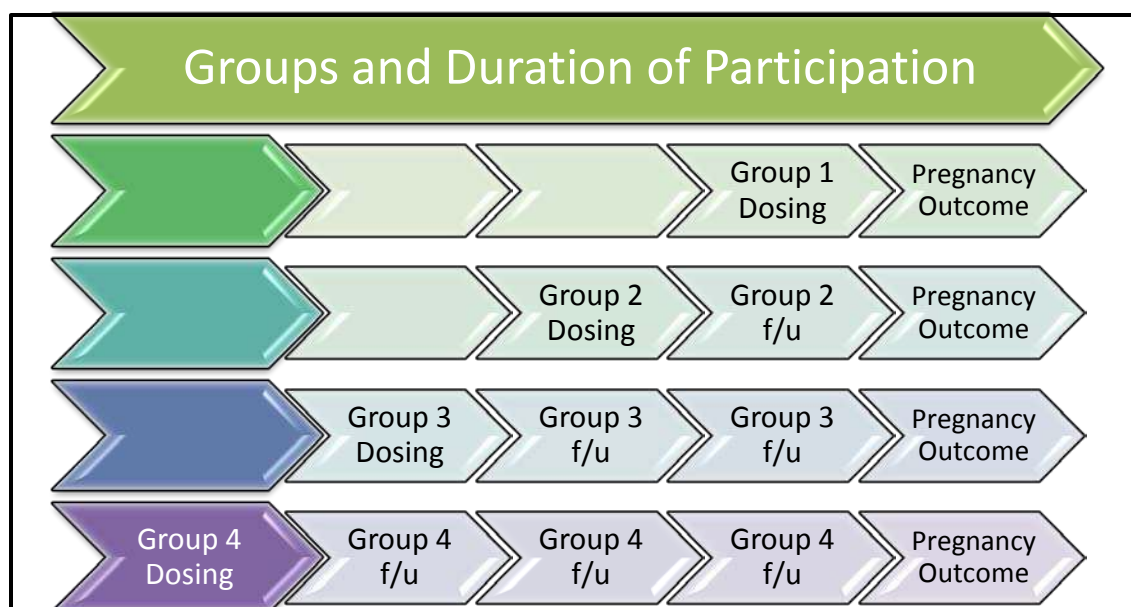 Groups and Duration of Participation
Group 1
Dosing
Pregnancy
Outcome
Group 2
Dosing
Group 2
f/u
Pregnancy
Outcome
Group 3
Dosing
Group 3
f/u
Group 3
f/u
Pregnancy
Outcome
Group 4
Dosing
Group 4
f/u
Group 4
f/u
Group 4
f/u
Pregnancy
Outcome